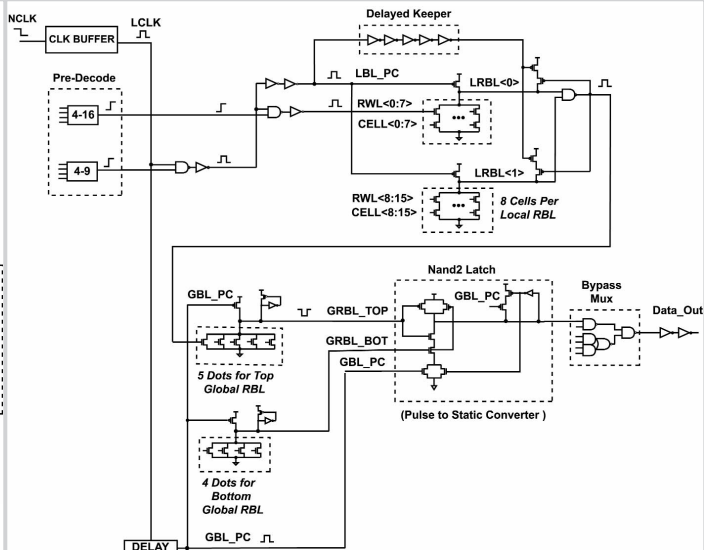 NCLK
CLK BUFFER
LCLK
Delayed Keeper
Pre-Decode
4-16
4-9
LBL_PC
RWL<0:7>
CELL<0:7>
LRBL<0>
LRBL<1>
RWL<8:15>
CELL<8:15>
8 Cells Per
Local RBL
Nand2 Latch
GBL_PC
GRBL_TOP
GBL_PC
Bypass
Mux
Data_Out
GRBL_BOT
GBL_PC
5 Dots for Top
Global RBL
(Pulse to Static Converter )
4 Dots for
Bottom
Global RBL
GBL_PC
DELAY